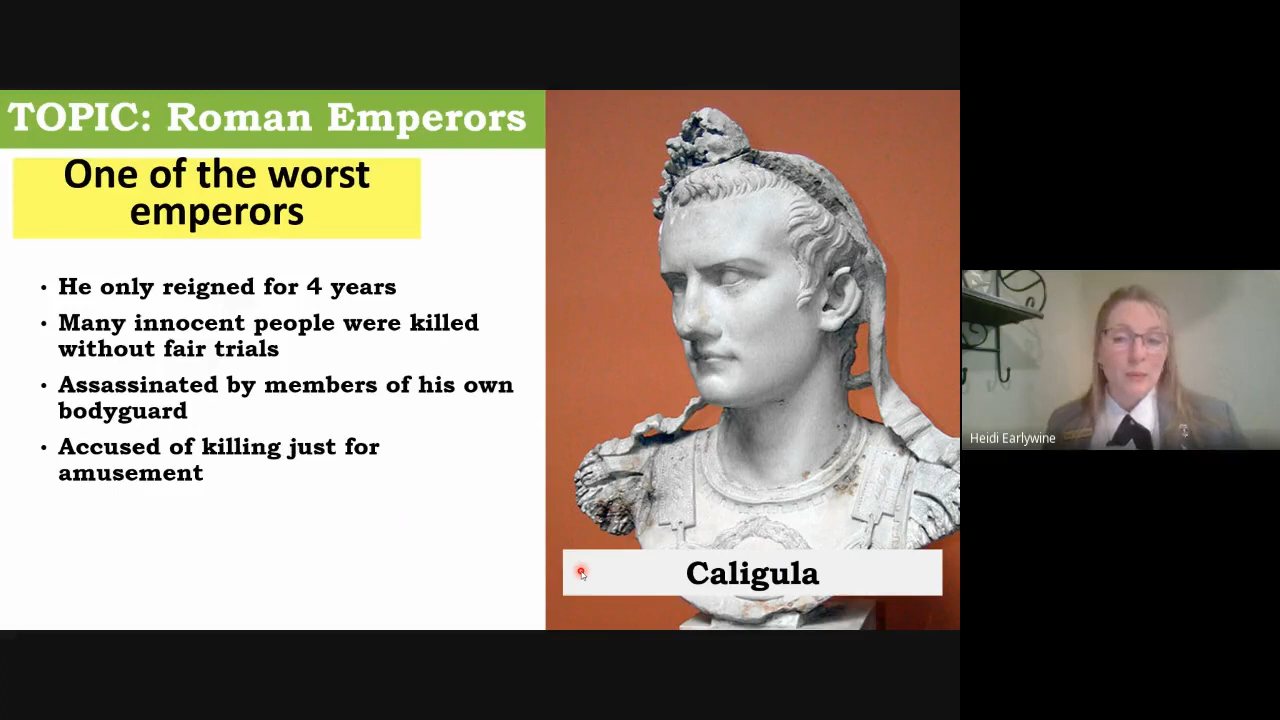 TOPIC: Roman Emperors
One of the worst
emperors
• He only reigned for 4 years
• Many innocent people were killed
without fair trials
• Assassinated by members of his own
bodyguard
• Accused of killing just for
amusement
Caligula
Heidi Earlywine